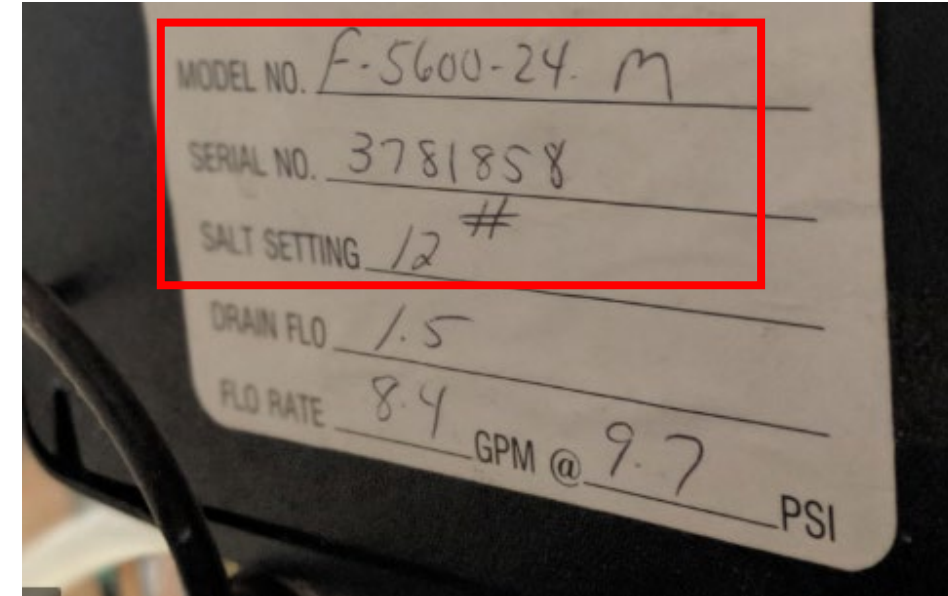 MODEL NO. F-5600-24. M
SERIAL NO. 3781858
SALT SETTING 12 #
DRAIN FLO 1.5
FLO RATE 8.4 GPM @ 9.7 PSI